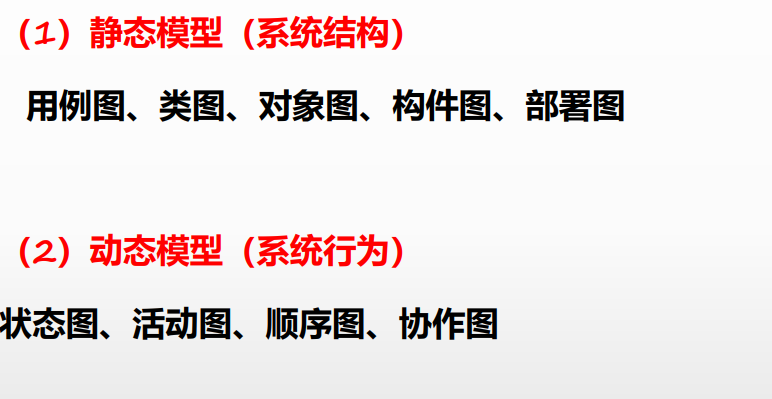 （1）静态模型（系统结构）
用例图、类图、对象图、构件图、部署图
（2）动态模型（系统行为）
状态图、活动图、顺序图、协作图